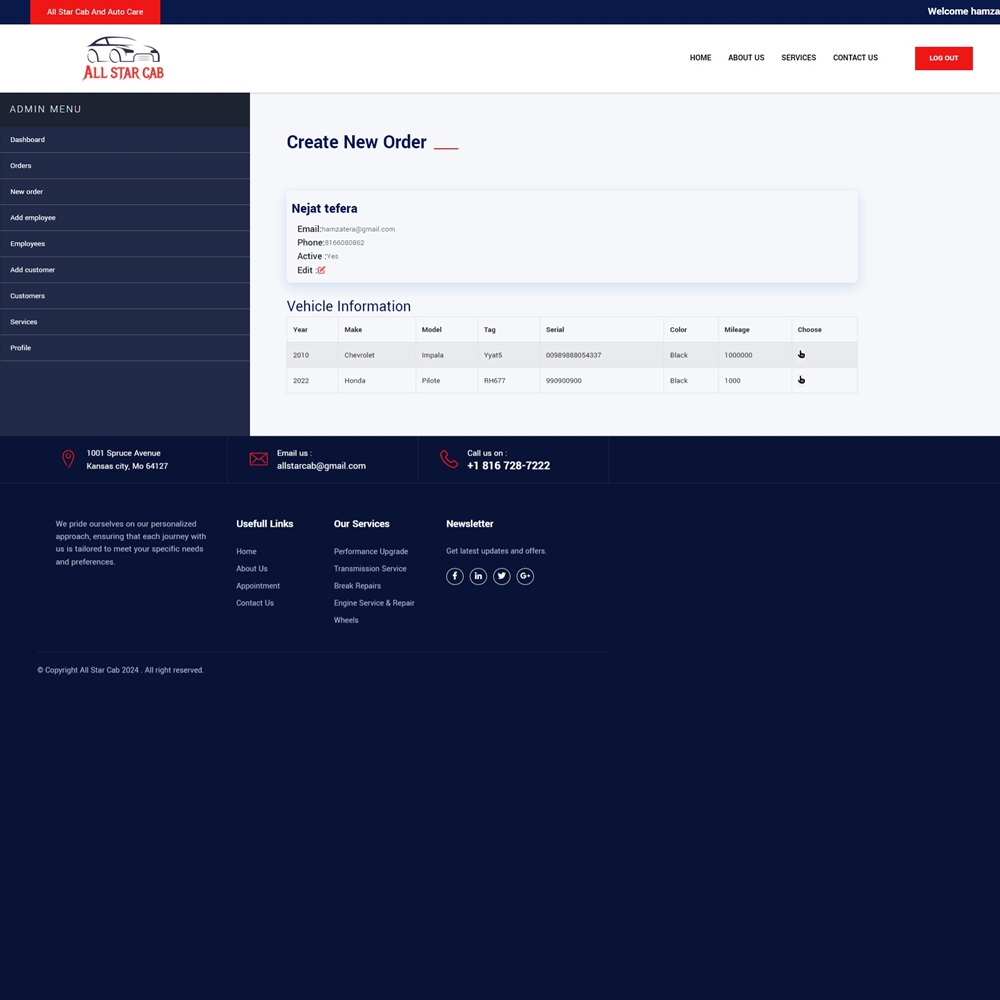 All Star Cab And Auto Care
Welcome hamza
ALL STAR CAB
HOME ABOUT US SERVICES CONTACT US LOG OUT
ADMIN MENU
Dashboard
Orders
New order
Add employee
Employees
Add customer
Customers
Services
Profile
Create New Order
Nejat tefera
Email:hamzatera@gmail.com
Phone:8166080862
Active :Yes
Edit :
Vehicle Information
Year Make Model Tag Serial Color Mileage Choose
2010 Chevrolet Impala Yyat5 00989888054337 Black 1000000
2022 Honda Pilote RH677 990900900 Black 1000
1001 Spruce Avenue
Kansas city, Mo 64127
Email us :
allstarcab@gmail.com
Call us on :
+1 816 728-7222
We pride ourselves on our personalized
approach, ensuring that each journey with
us is tailored to meet your specific needs
and preferences.
Usefull Links
Home
About Us
Appointment
Contact Us
Our Services
Performance Upgrade
Transmission Service
Break Repairs
Engine Service & Repair
Wheels
Newsletter
Get latest updates and offers.
© Copyright All Star Cab 2024 . All right reserved.